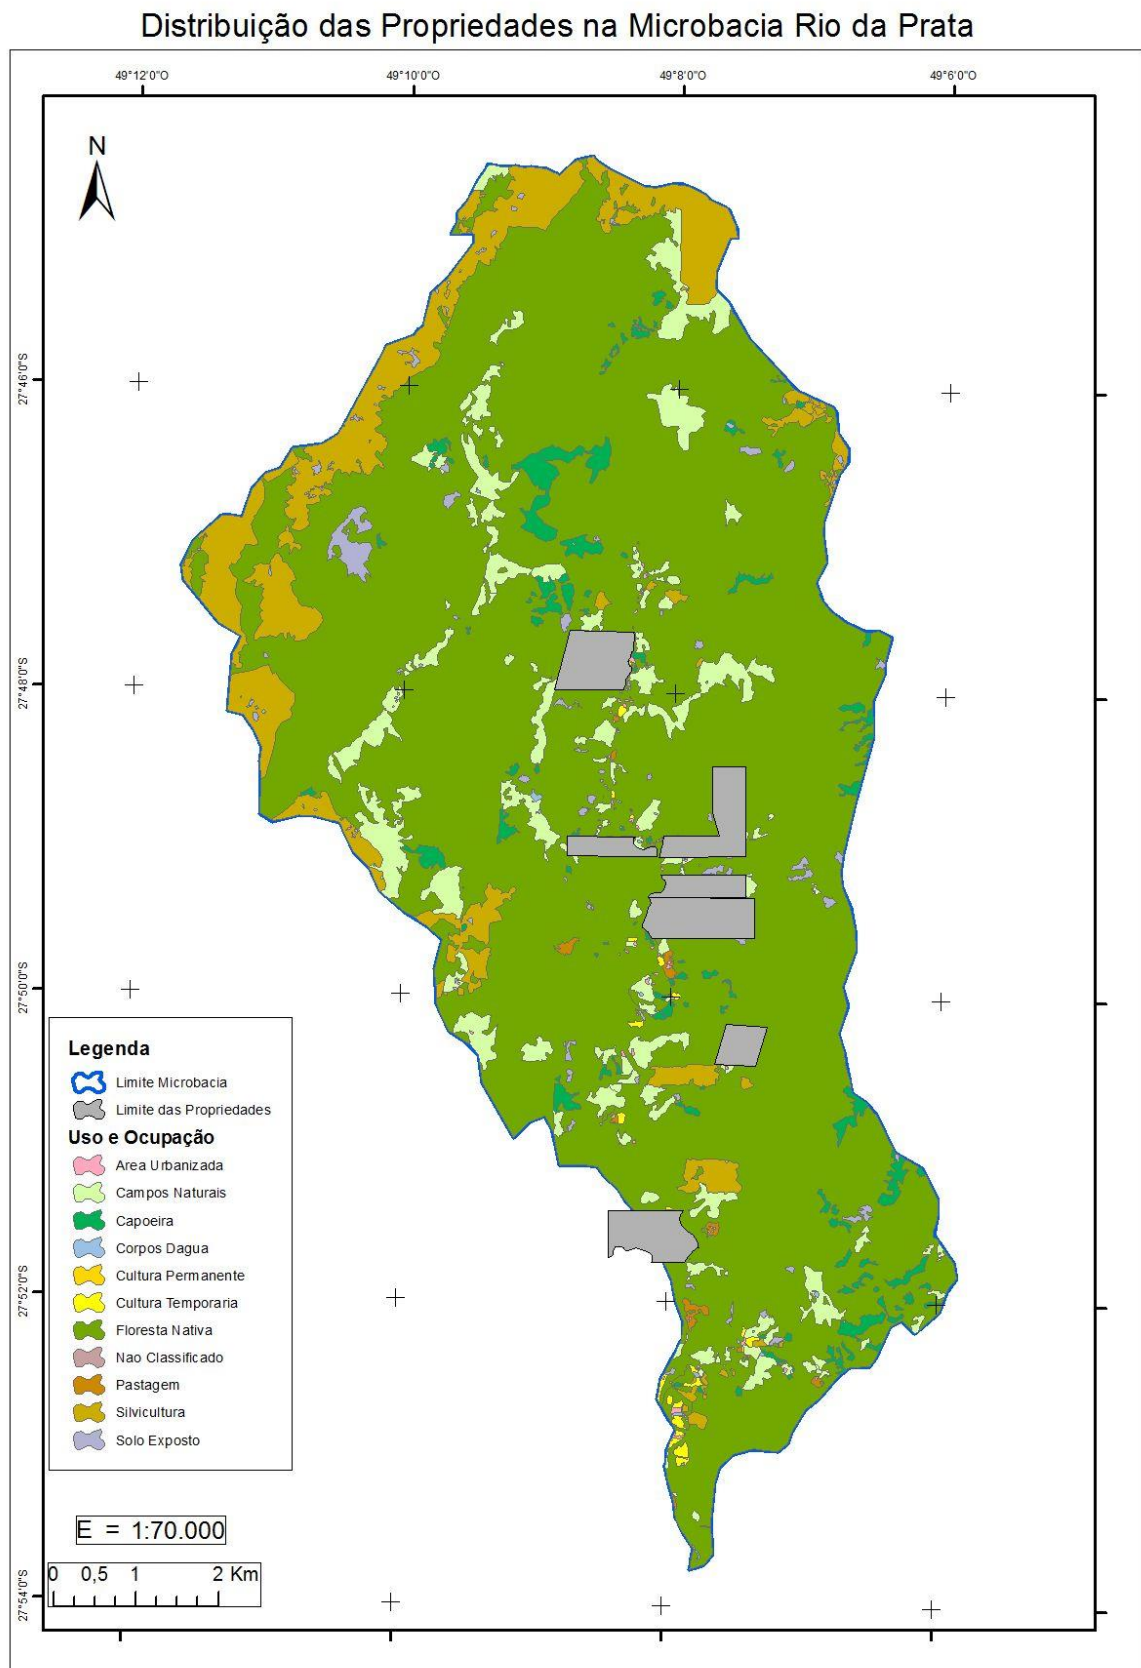 Distribuição das Propriedades na Microbacia Rio da Prata
49°12'0"O 49°10'0"O 49°8'0"O 49°6'0"O
N
27°46'0"S
27°48'0"S
27°50'0"S
27°52'0"S
27°54'0"S
Legenda
Limite Microbacia
Limite das Propriedades
Uso e Ocupação
Area Urbanizada
Campos Naturais
Capoeira
Corpos Dagua
Cultura Permanente
Cultura Temporaria
Floresta Nativa
Nao Classificado
Pastagem
Silvicultura
Solo Exposto
E = 1:70.000
0 0,5 1 2 Km